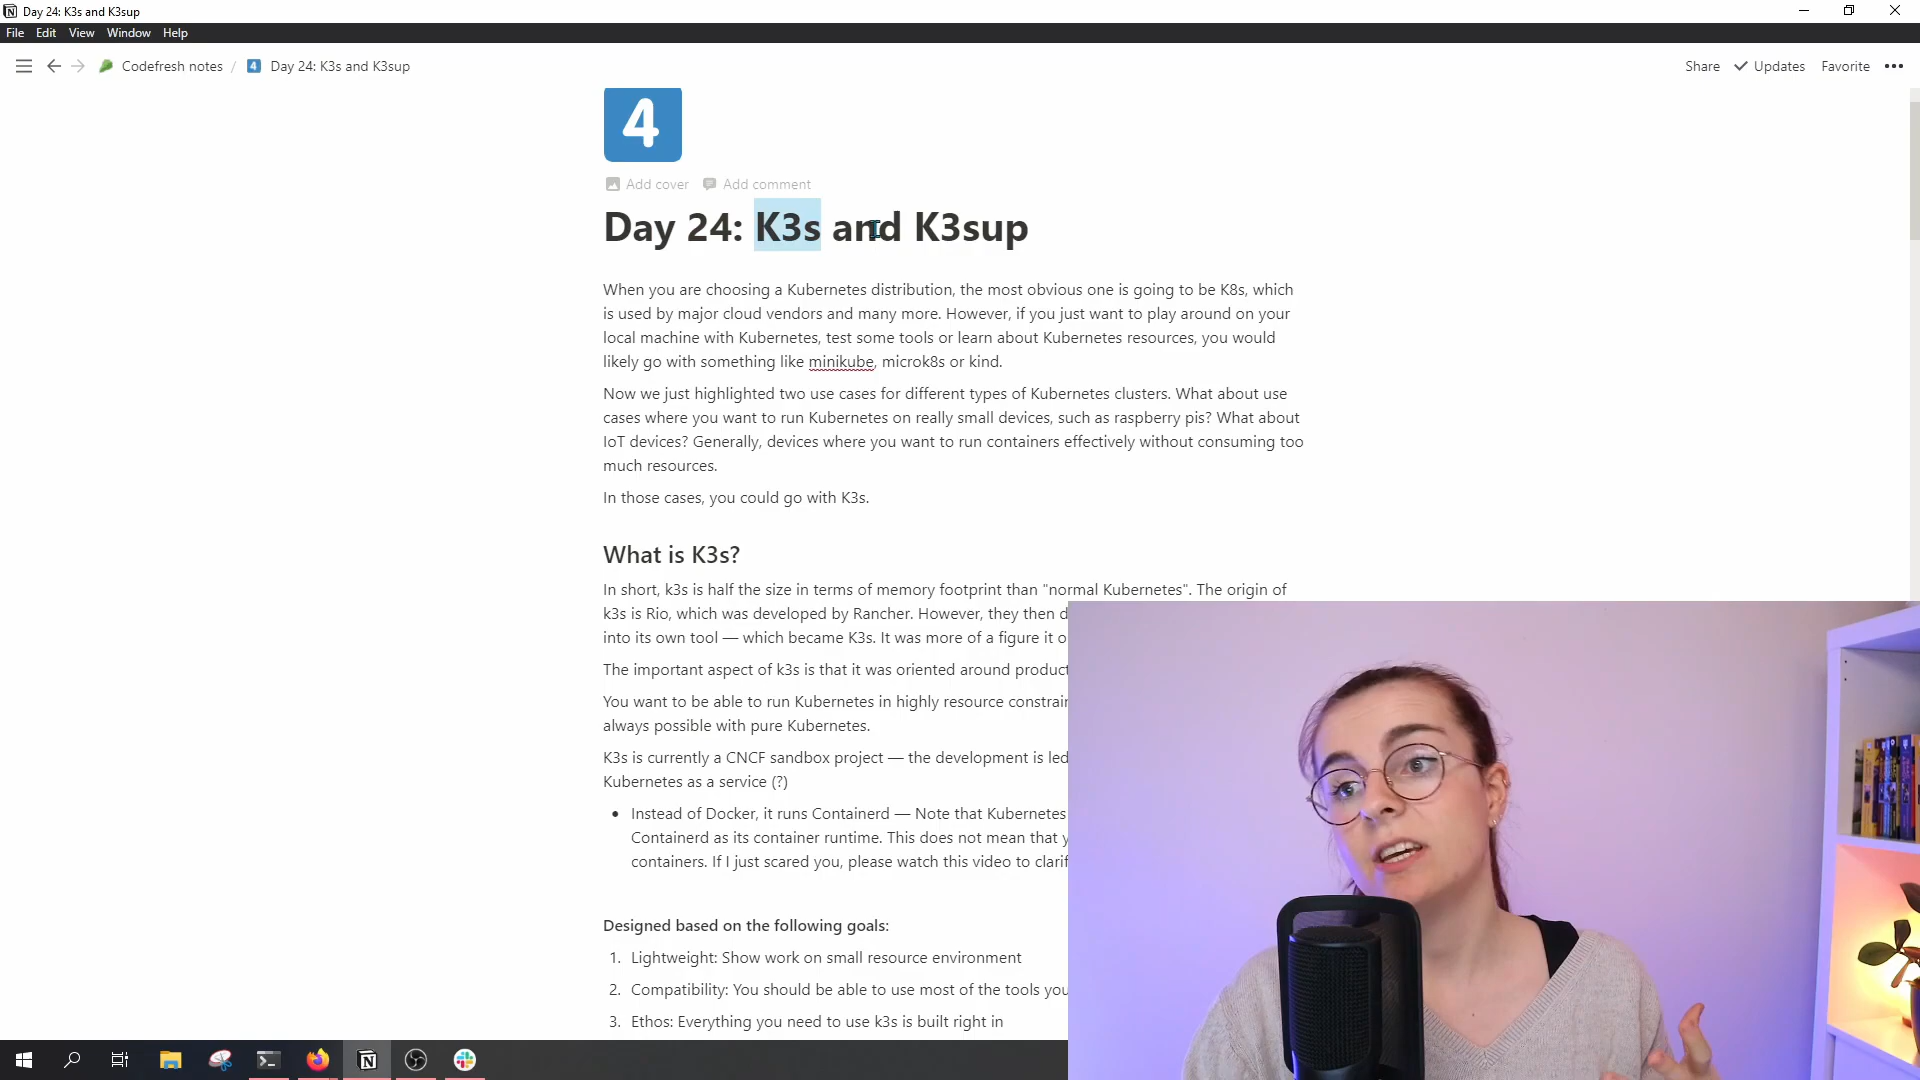 Day 24: K3s and K3sup
File Edit View Window Help
Codefresh notes / 4 Day 24: K3s and K3sup Share Updates Favorite
4
Add cover Add comment
Day 24: K3s and K3sup
When you are choosing a Kubernetes distribution, the most obvious one is going to be K8s, which
is used by major cloud vendors and many more. However, if you just want to play around on your
local machine with Kubernetes, test some tools or learn about Kubernetes resources, you would
likely go with something like minikube, microk8s or kind.
Now we just highlighted two use cases for different types of Kubernetes clusters. What about use
cases where you want to run Kubernetes on really small devices, such as raspberry pis? What about
IoT devices? Generally, devices where you want to run containers effectively without consuming too
much resources.
In those cases, you could go with K3s.
What is K3s?
In short, k3s is half the size in terms of memory footprint than "normal Kubernetes". The origin of
k3s is Rio, which was developed by Rancher. However, they then d
into its own tool — which became K3s. It was more of a figure it o
The important aspect of k3s is that it was oriented around product
You want to be able to run Kubernetes in highly resource constrain
always possible with pure Kubernetes.
K3s is currently a CNCF sandbox project — the development is led
Kubernetes as a service (?)
• Instead of Docker, it runs Containerd — Note that Kubernetes
Containerd as its container runtime. This does not mean that y
containers. If I just scared you, please watch this video to clarif
Designed based on the following goals:
1. Lightweight: Show work on small resource environment
2. Compatibility: You should be able to use most of the tools you
3. Ethos: Everything you need to use k3s is built right in